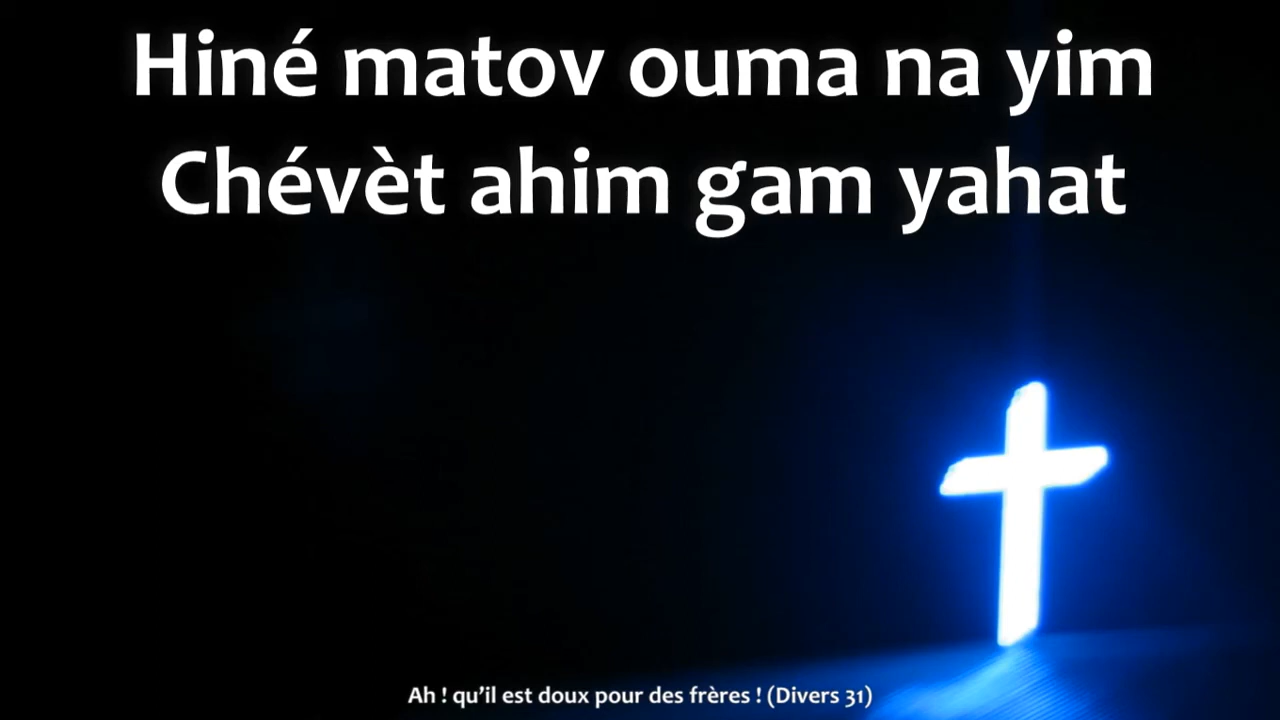 Hiné matov ouma na yim
Chévèt ahim gam yahat
Ah ! qu’il est doux pour des frères ! (Divers 31)